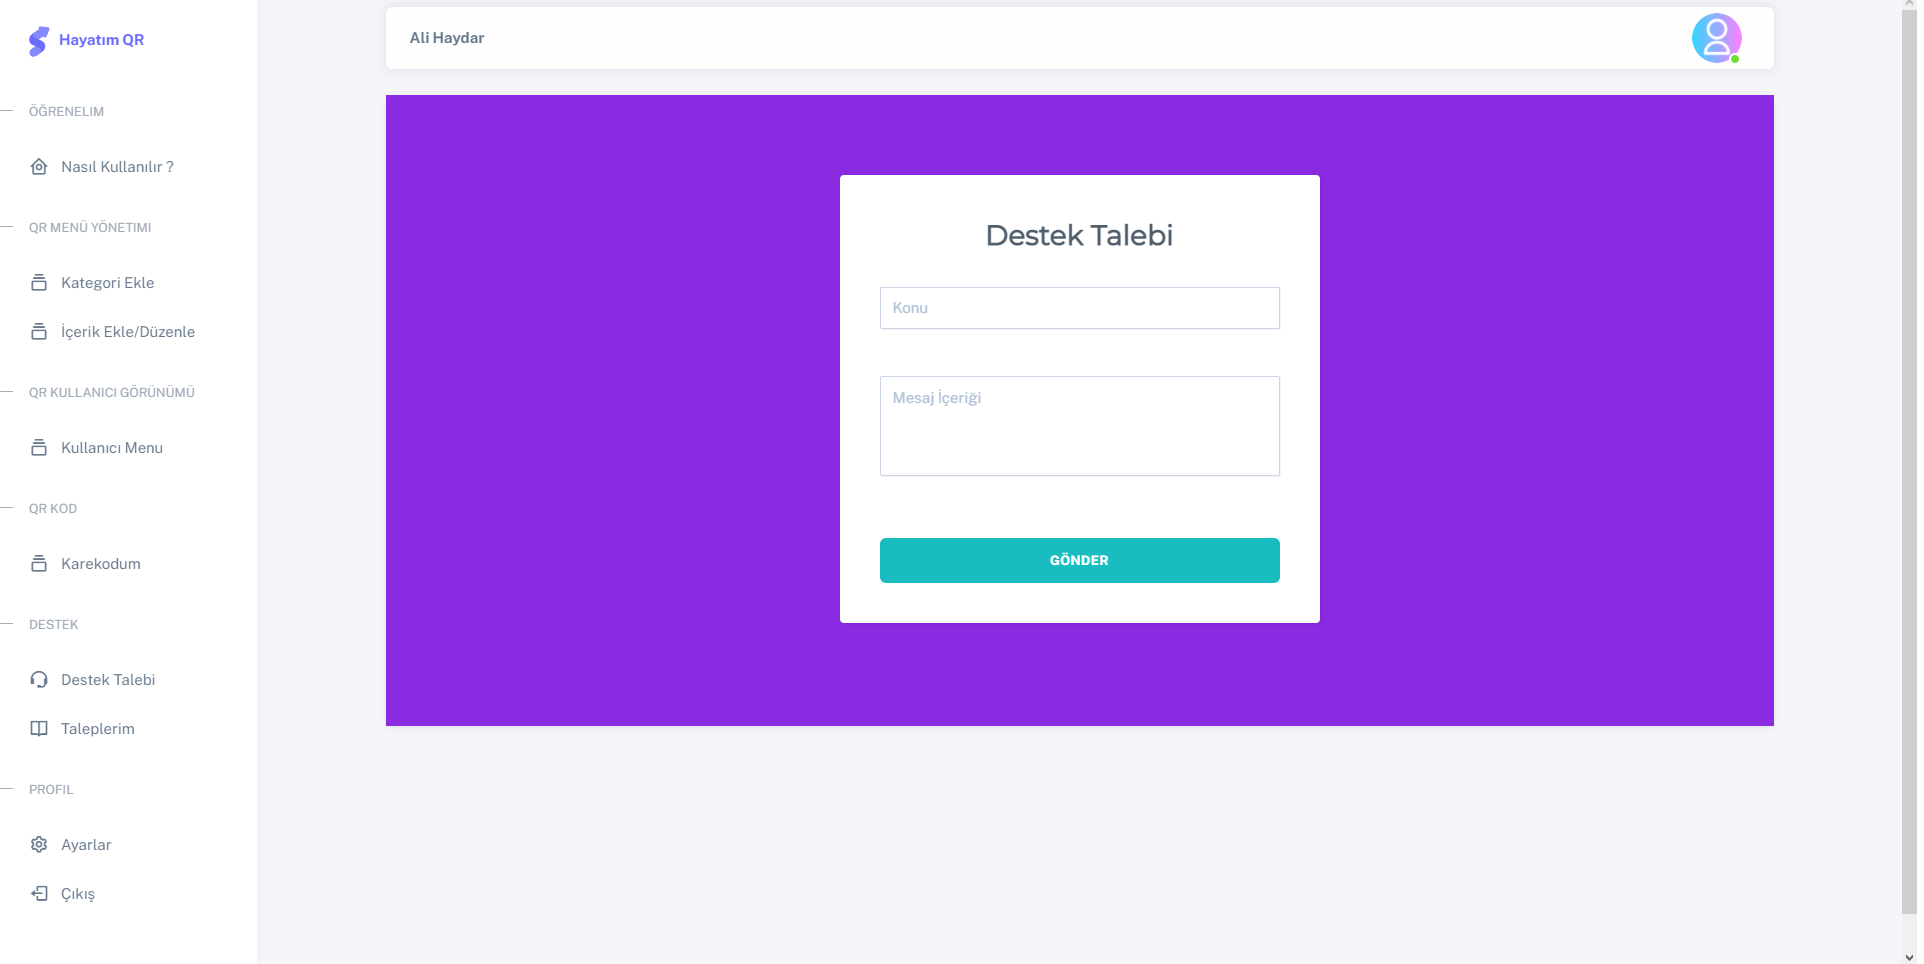 Hayatım QR
ÖĞRENELIM
Nasıl Kullanılır ?
QR MENÜ YÖNETIMI
Kategori Ekle
İçerik Ekle/Düzenle
QR KULLANICI GÖRÜNÜMÜ
Kullanıcı Menu
QR KOD
Karekodum
DESTEK
Destek Talebi
Taleplerim
PROFIL
Ayarlar
Çıkış
Ali Haydar
Destek Talebi
Konu
Mesaj İçeriği
GÖNDER